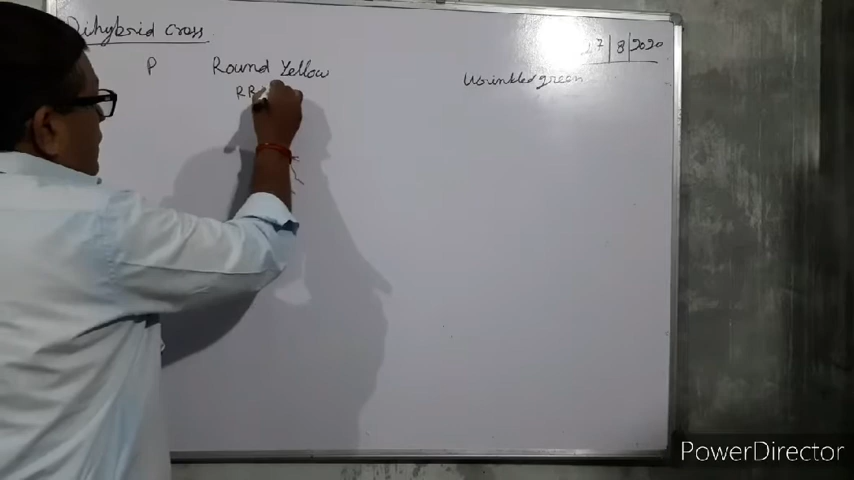 Dihybrid cross
27/8/2020
P Round Yellow Wrinkled green
RR
PowerDirector